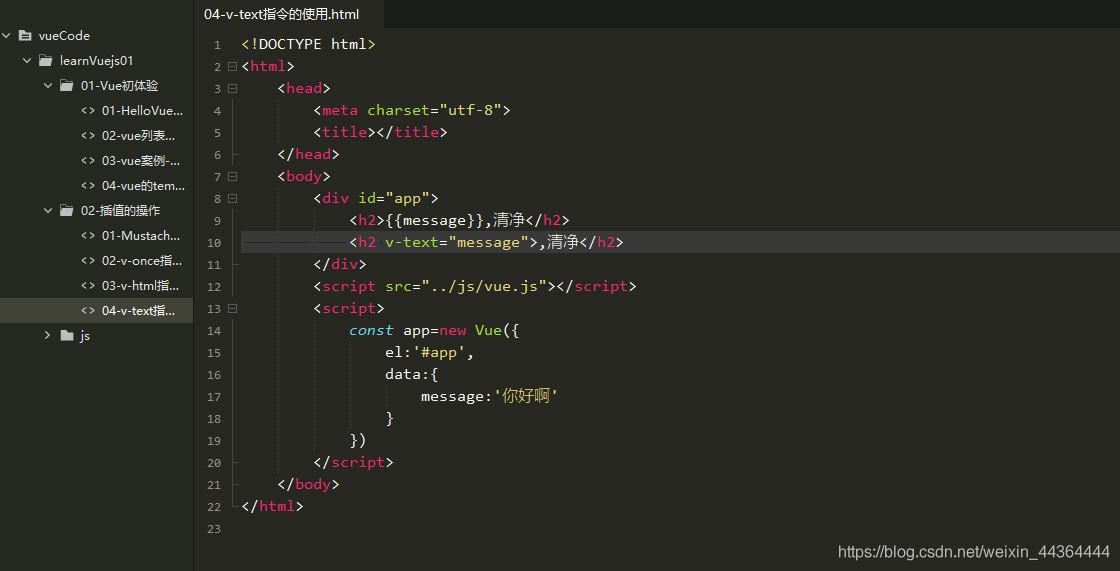 vueCode
learnVuejs01
01-Vue初体验
01-HelloVue...
02-vue列表...
03-vue案例-...
04-vue的tem...
02-插值的操作
01-Mustach...
02-v-once指...
03-v-html指...
04-v-text指...
js
04-v-text指令的使用.html
1 <!DOCTYPE html>
2 <html>
3 <head>
4 <meta charset="utf-8">
5 <title></title>
6 </head>
7 <body>
8 <div id="app">
9 <h2>{{message}},清净</h2>
10 <h2 v-text="message">,清净</h2>
11 </div>
12 <script src="../js/vue.js"></script>
13 <script>
14 const app=new Vue({
15 el:'#app',
16 data:{
17 message:'你好啊'
18 }
19 })
20 </script>
21 </body>
22 </html>
23
https://blog.csdn.net/weixin_44364444